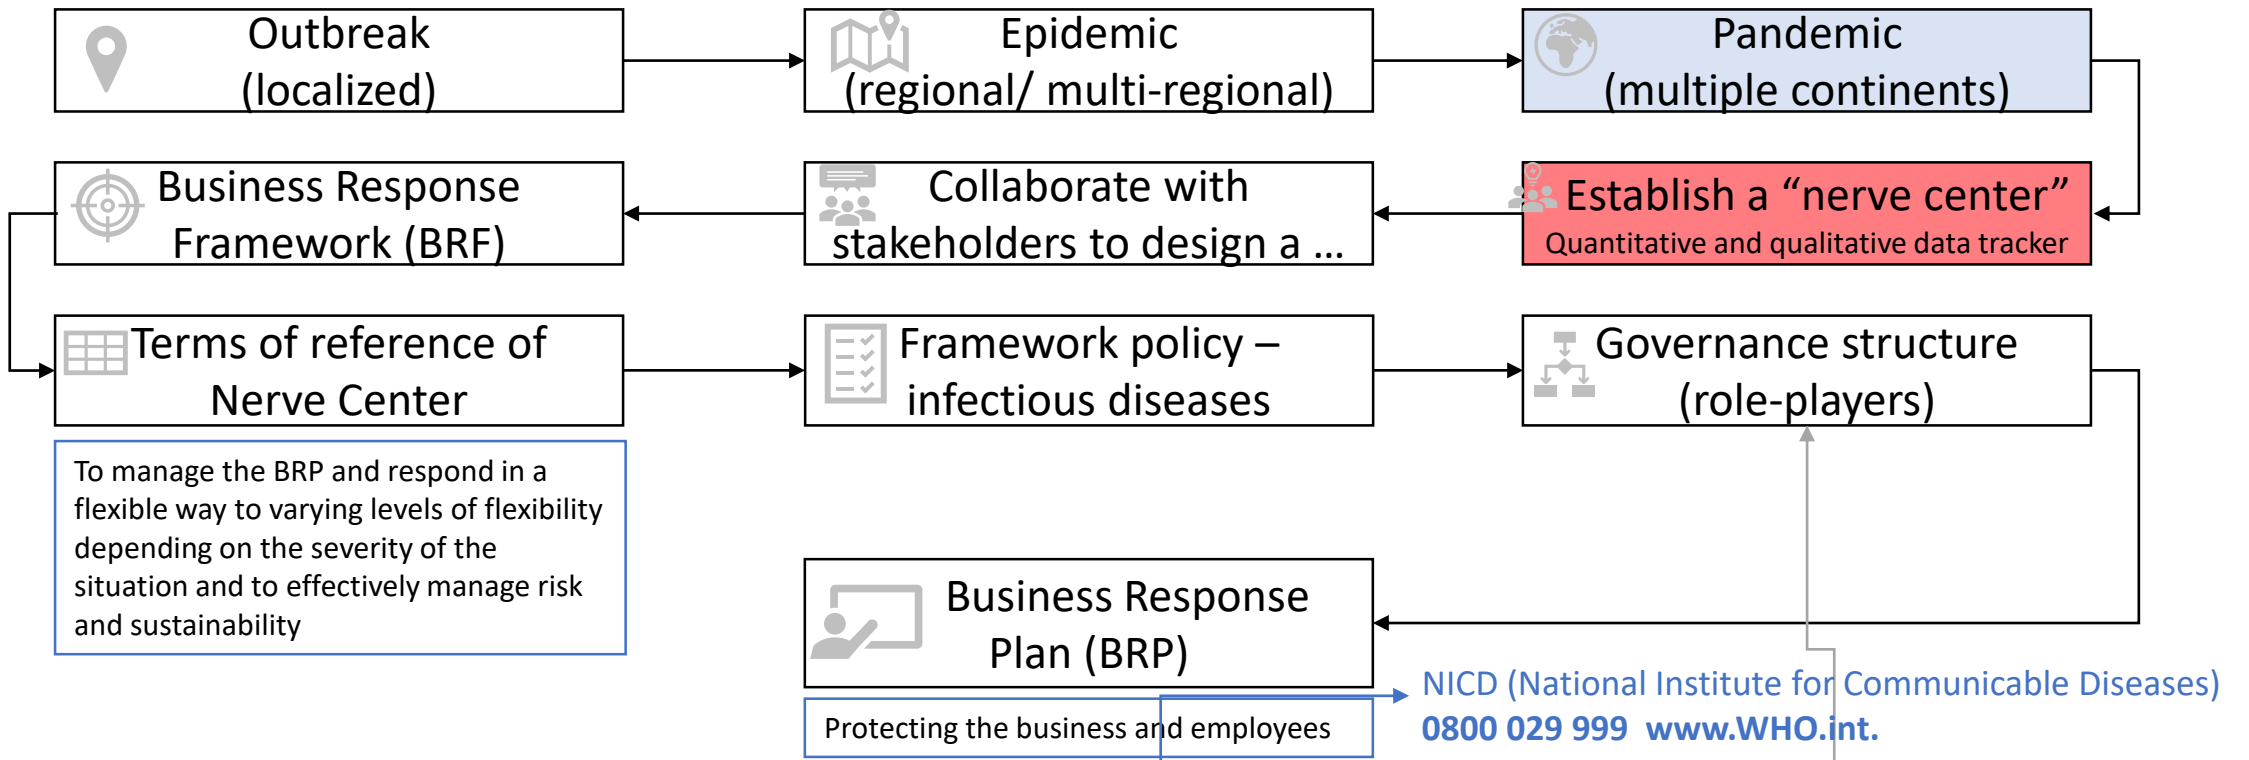 Outbreak
(localized)
Epidemic
(regional/ multi-regional)
Pandemic
(multiple continents)
Business Response
Framework (BRF)
Collaborate with
stakeholders to design a ...
Establish a “nerve center”
Quantitative and qualitative data tracker
Terms of reference of
Nerve Center
Framework policy –
infectious diseases
Governance structure
(role-players)
To manage the BRP and respond in a
flexible way to varying levels of flexibility
depending on the severity of the
situation and to effectively manage risk
and sustainability
Business Response
Plan (BRP)
Protecting the business and employees
NICD (National Institute for Communicable Diseases)
0800 029 999  www.WHO.int.